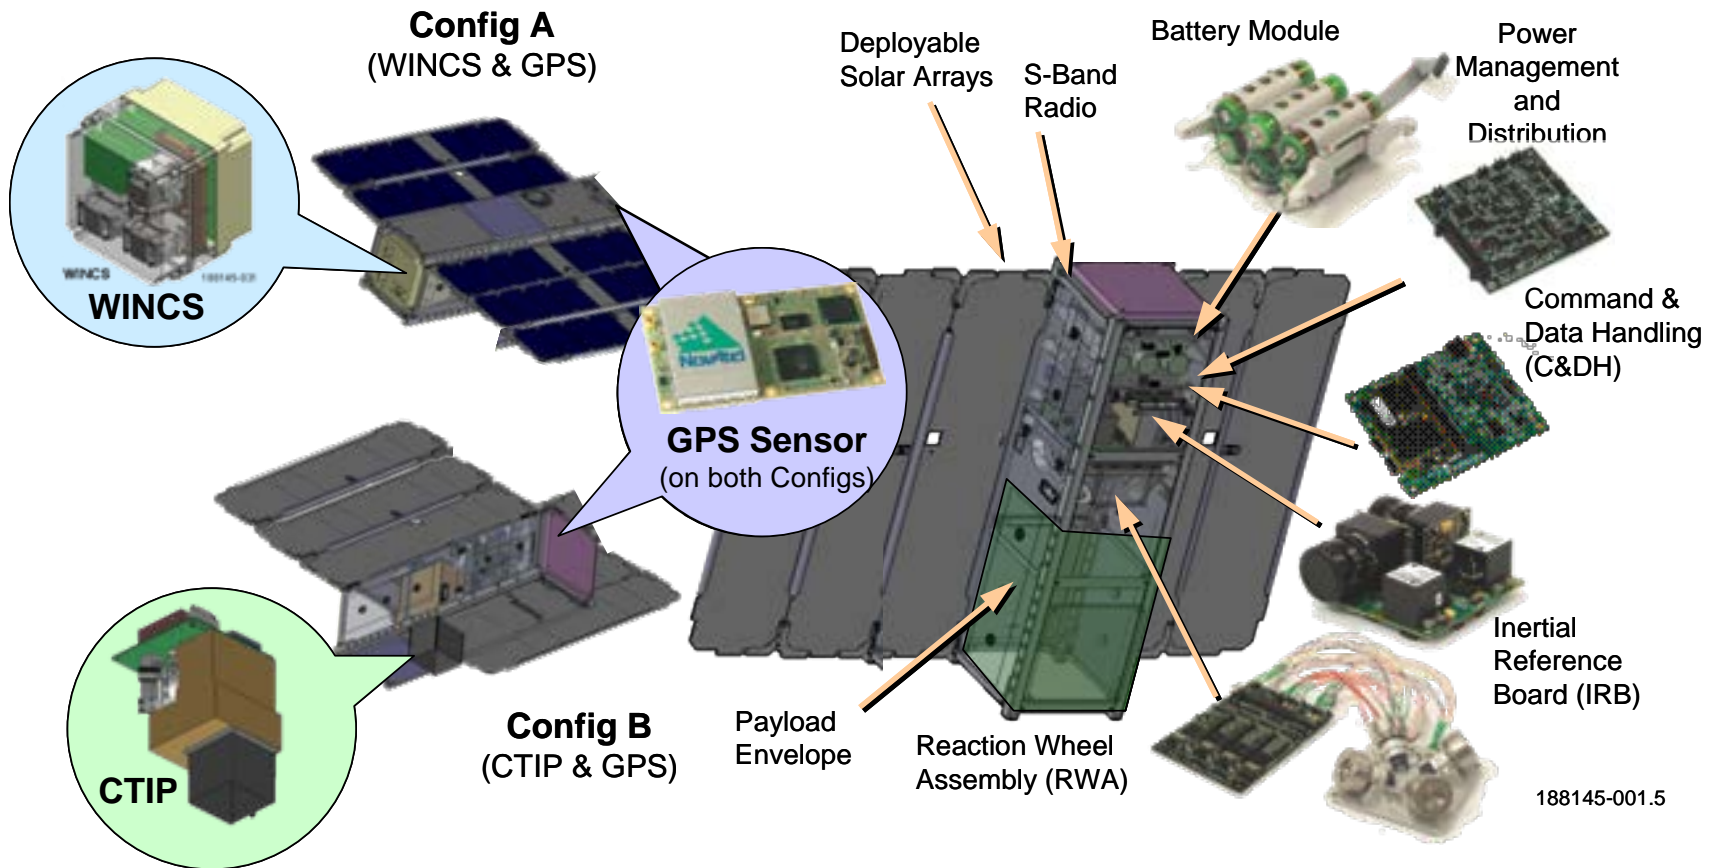 Config A
(WINCS & GPS)
WINCS
188145-031
WINCS
Deployable
Solar Arrays
S-Band
Radio
Battery Module
Power
Management
and
Distribution
Command &
Data Handling
(C&DH)
NovAtel
GPS Sensor
(on both Configs)
Inertial
Reference
Board (IRB)
CTIP
Config B
(CTIP & GPS)
Payload
Envelope
Reaction Wheel
Assembly (RWA)
188145-001.5